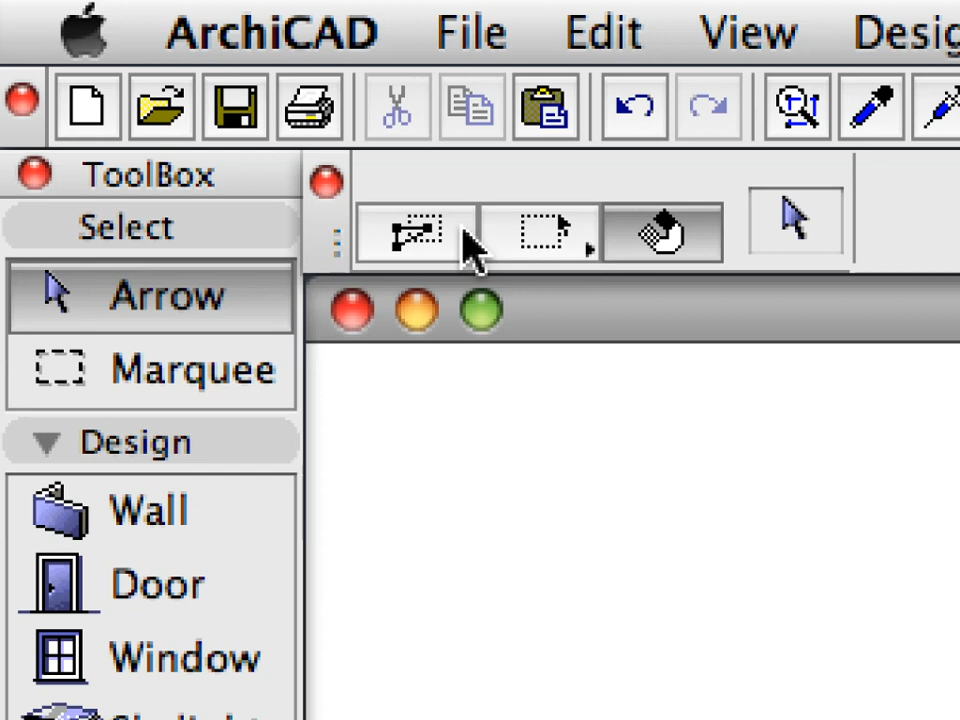 ArchiCAD File Edit View
ToolBox
Select
Arrow
Marquee
Design
Wall
Door
Window